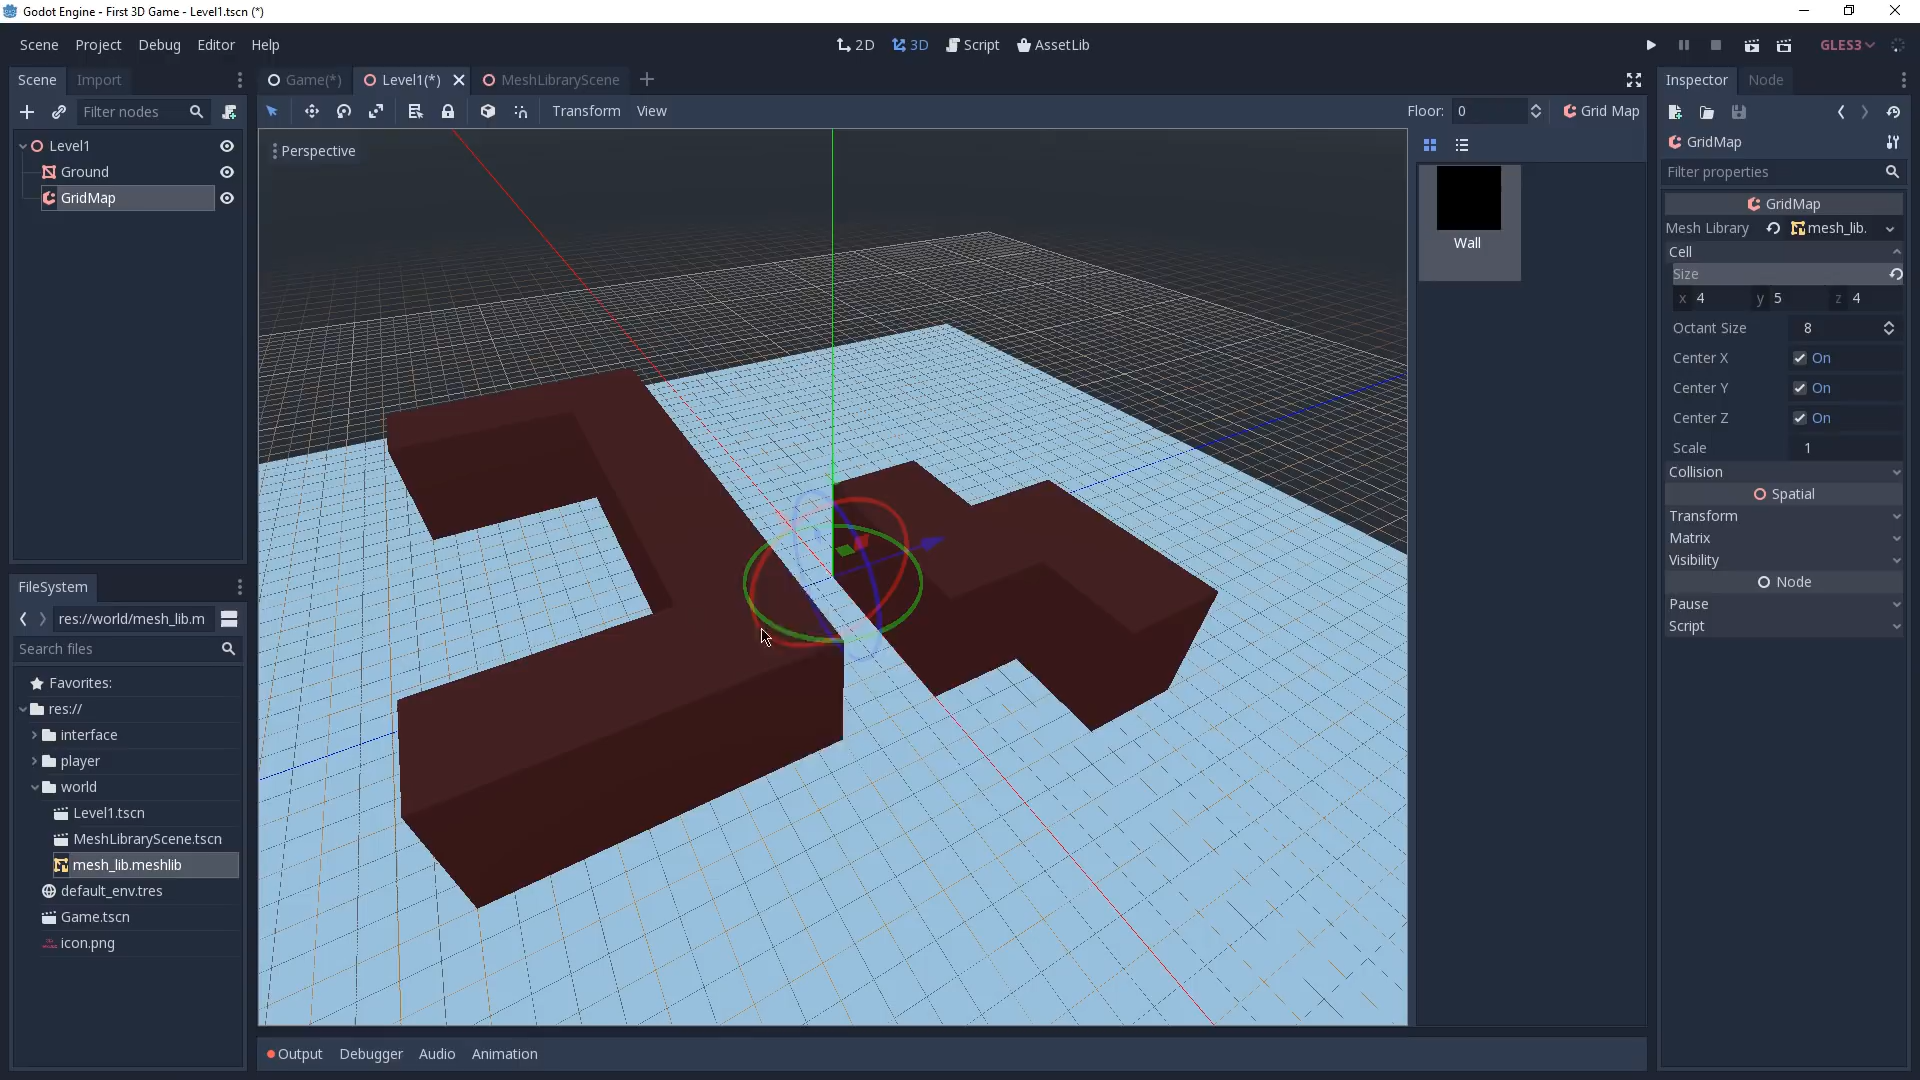 Godot Engine - First 3D Game - Level1.tscn (*)
Scene Project Debug Editor Help
2D 3D Script AssetLib
GLES3
Scene Import
Game(*) Level1(*) MeshLibraryScene
Inspector Node
Filter nodes
Transform View
Floor: 0
Grid Map
Level1
Ground
GridMap
Perspective
Wall
GridMap
Filter properties
GridMap
Mesh Library mesh_lib.
Cell
Size
x 4 y 5 z 4
Octant Size 8
Center X On
Center Y On
Center Z On
Scale 1
Collision
Spatial
Transform
Matrix
Visibility
Node
Pause
Script
FileSystem
res://world/mesh_lib.m
Search files
Favorites:
res://
interface
player
world
Level1.tscn
MeshLibraryScene.tscn
mesh_lib.meshlib
default_env.tres
Game.tscn
icon.png
Output Debugger Audio Animation